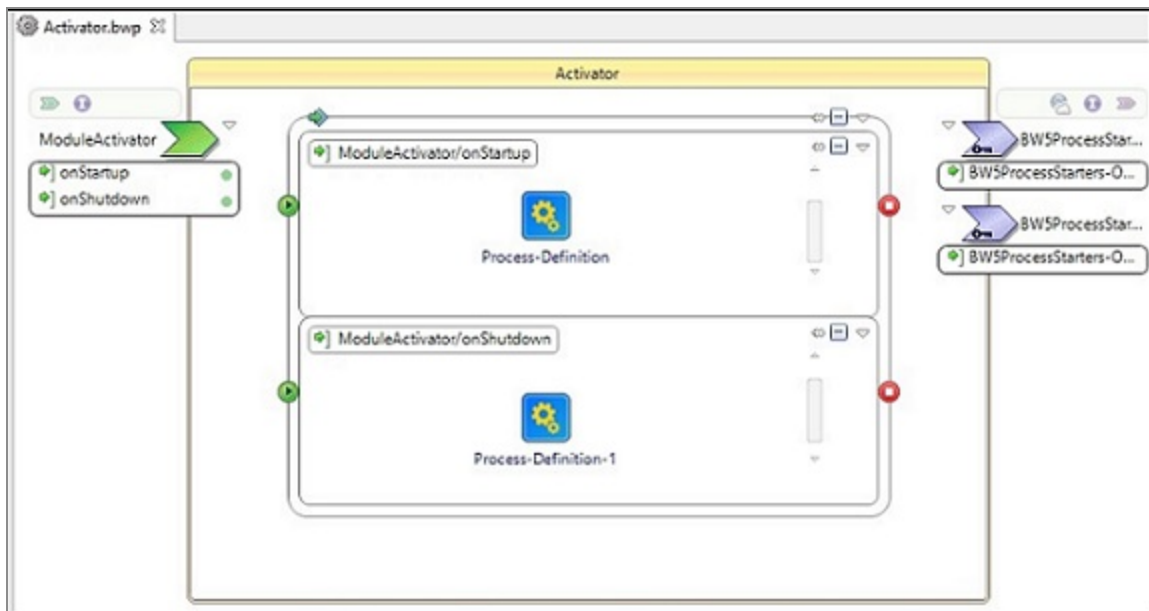 Activator.bwp
Activator
ModuleActivator
onStartup
onShutdown
ModuleActivator/onStartup
Process-Definition
ModuleActivator/onShutdown
Process-Definition-1
BW5ProcessStar...
BW5ProcessStarters-O...
BW5ProcessStar...
BW5ProcessStarters-O...